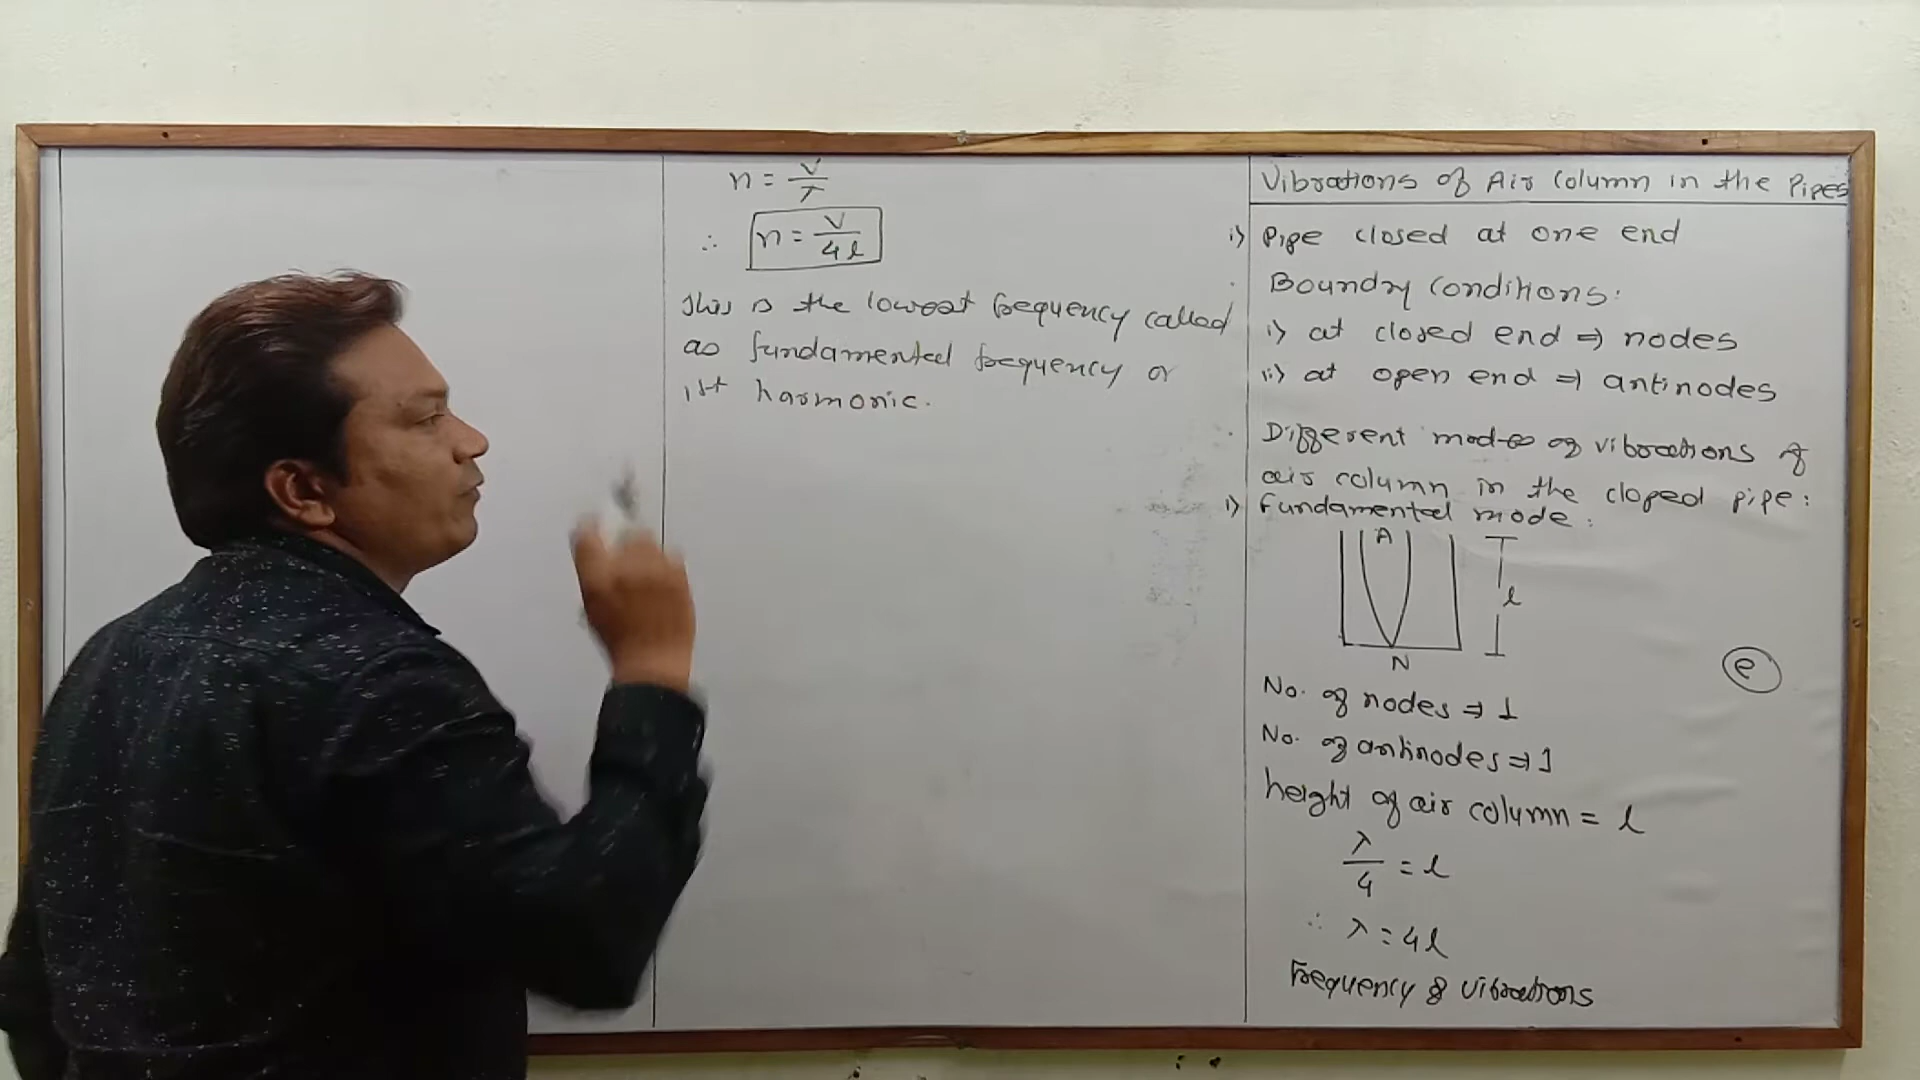 Vibrations of Air Column in the Pipes
i) Pipe closed at one end
Boundry Conditions:
i) at closed end ⇒ nodes
ii) at open end ⇒ antinodes
Different modes of vibrations of
air column in the closed pipe:
i) Fundamental mode:
A
l
N
e
No. of nodes ⇒ 1
No. of antinodes ⇒ 1
height of air column = l
λ/4 = l
∴ λ = 4l
Frequency of vibrations
n = v/λ
∴ n = v/4l
This is the lowest frequency called
as fundamental frequency or
1st harmonic.